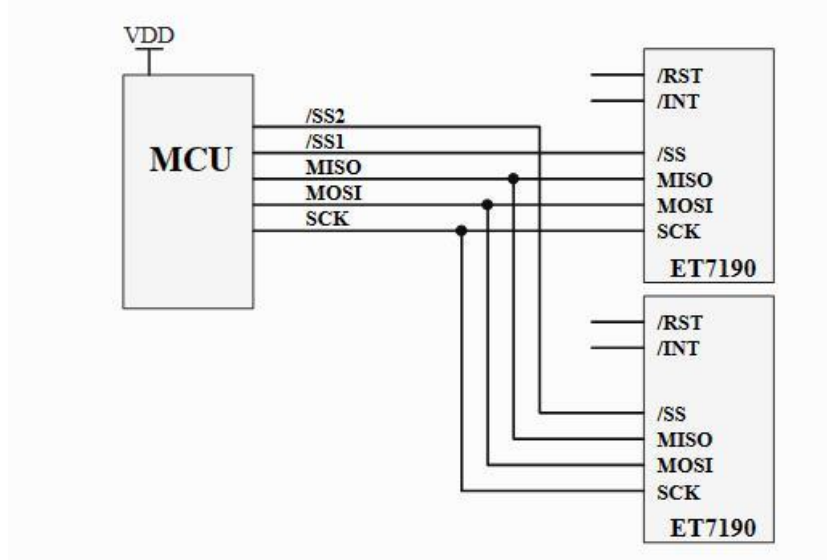 VDD
MCU
/SS2
/SS1
MISO
MOSI
SCK
/RST
/INT
/SS
MISO
MOSI
SCK
ET7190
/RST
/INT
/SS
MISO
MOSI
SCK
ET7190